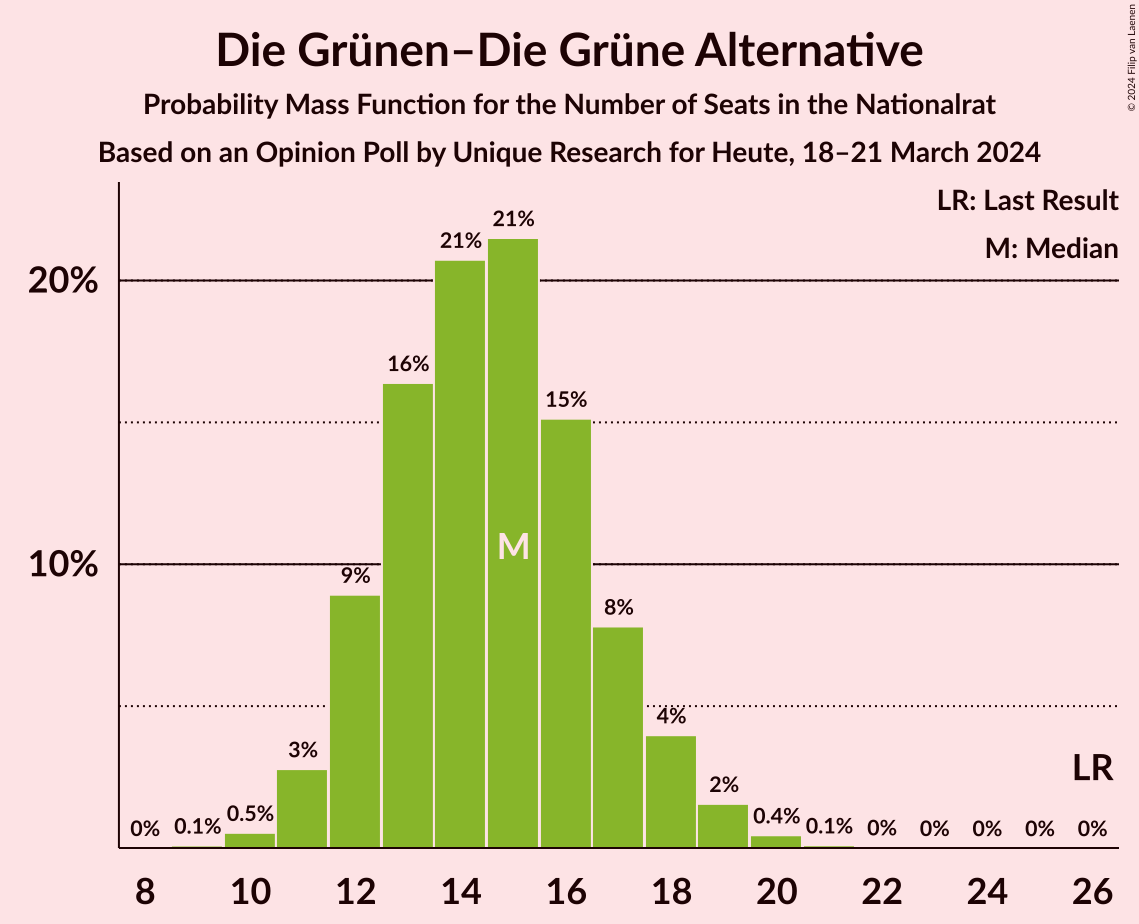 Die Grünen–Die Grüne Alternative
Probability Mass Function for the Number of Seats in the Nationalrat
Based on an Opinion Poll by Unique Research for Heute, 18–21 March 2024
© 2024 Filip van Laenen
LR: Last Result
M: Median
20%
10%
0%
0.1%
0.5%
3%
9%
16%
21%
21%
15%
8%
4%
2%
0.4%
0.1%
0%
0%
0%
0%
0%
M
LR
8 10 12 14 16 18 20 22 24 26